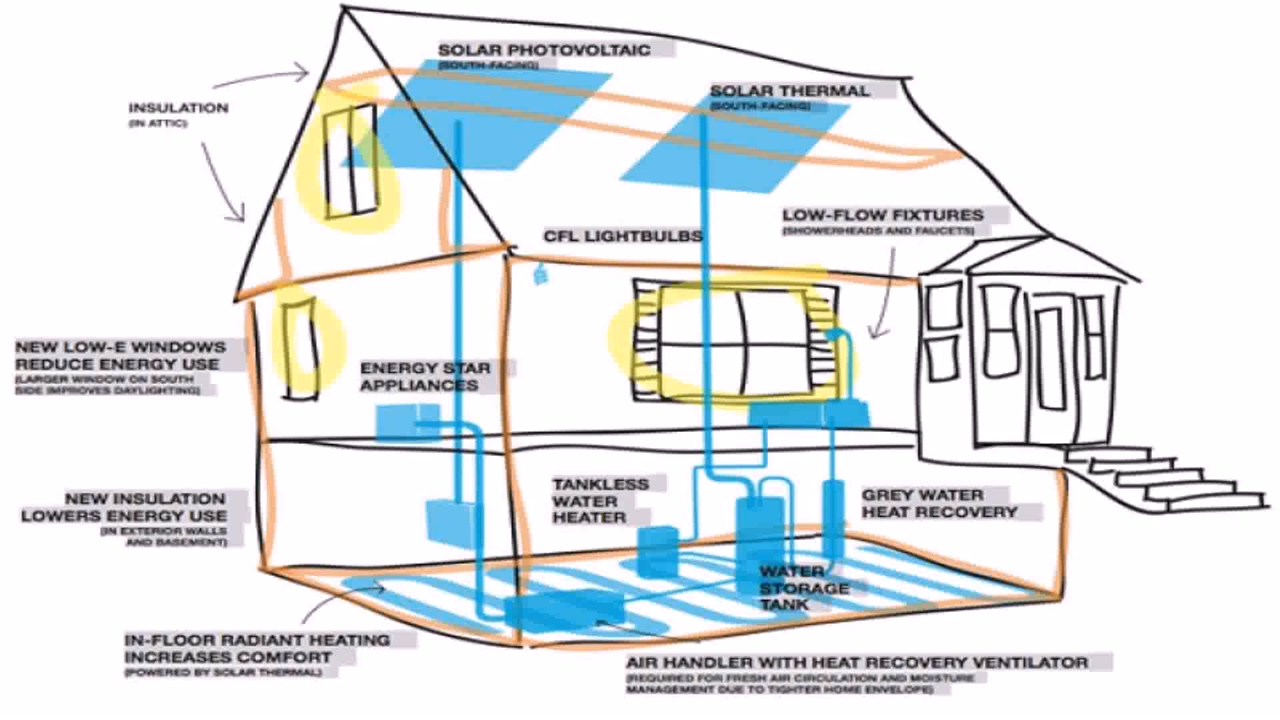 SOLAR PHOTOVOLTAIC
(SOUTH-FACING)
SOLAR THERMAL
(SOUTH-FACING)
INSULATION
(IN ATTIC)
LOW-FLOW FIXTURES
(SHOWERHEADS AND FAUCETS)
CFL LIGHTBULBS
NEW LOW-E WINDOWS
REDUCE ENERGY USE
(LARGER WINDOW ON SOUTH
SIDE IMPROVES DAYLIGHTING)
ENERGY STAR
APPLIANCES
NEW INSULATION
LOWERS ENERGY USE
(IN EXTERIOR WALLS
AND BASEMENT)
TANKLESS
WATER
HEATER
GREY WATER
HEAT RECOVERY
WATER
STORAGE
TANK
IN-FLOOR RADIANT HEATING
INCREASES COMFORT
(POWERED BY SOLAR THERMAL)
AIR HANDLER WITH HEAT RECOVERY VENTILATOR
(REQUIRED FOR FRESH AIR CIRCULATION AND MOISTURE
MANAGEMENT DUE TO TIGHTER HOME ENVELOPE)